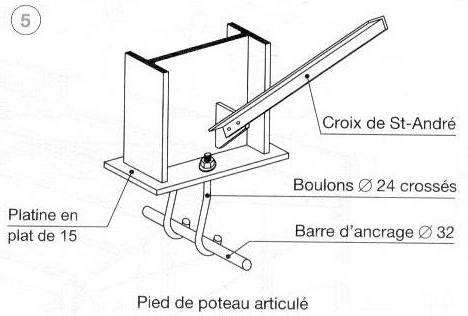 5
Croix de St-André
Boulons Ø 24 crossés
Platine en
plat de 15
Barre d'ancrage Ø 32
Pied de poteau articulé